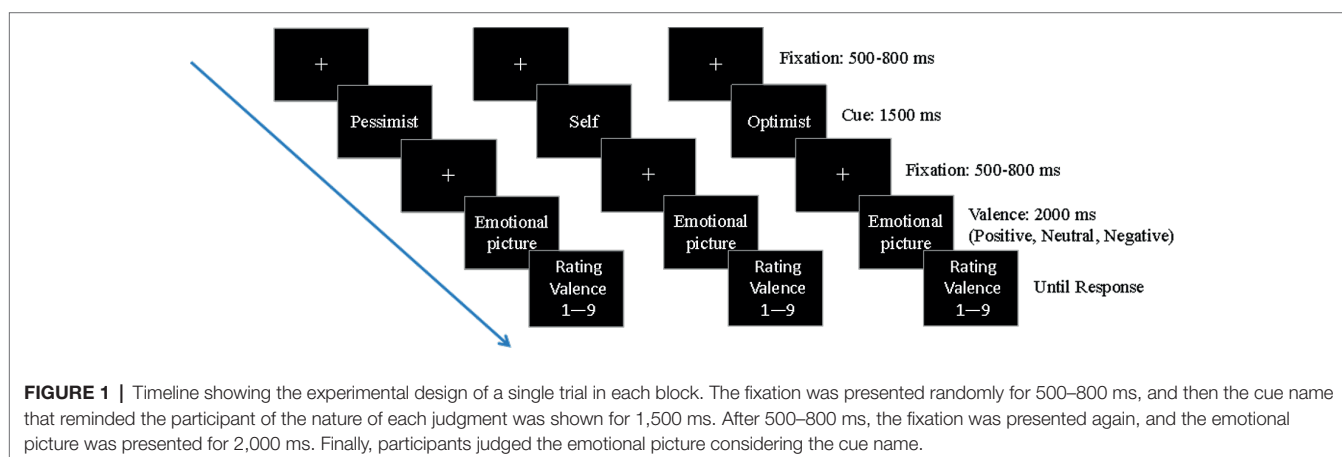 + + + Fixation: 500-800 ms
Pessimist Self Optimist Cue: 1500 ms
+ + + Fixation: 500-800 ms
Emotional picture Emotional picture Emotional picture Valence: 2000 ms
(Positive, Neutral, Negative)
Rating Rating Rating
Valence Valence Valence Until Response
1—9 1—9 1—9
FIGURE 1 | Timeline showing the experimental design of a single trial in each block. The fixation was presented randomly for 500–800 ms, and then the cue name
that reminded the participant of the nature of each judgment was shown for 1,500 ms. After 500–800 ms, the fixation was presented again, and the emotional
picture was presented for 2,000 ms. Finally, participants judged the emotional picture considering the cue name.